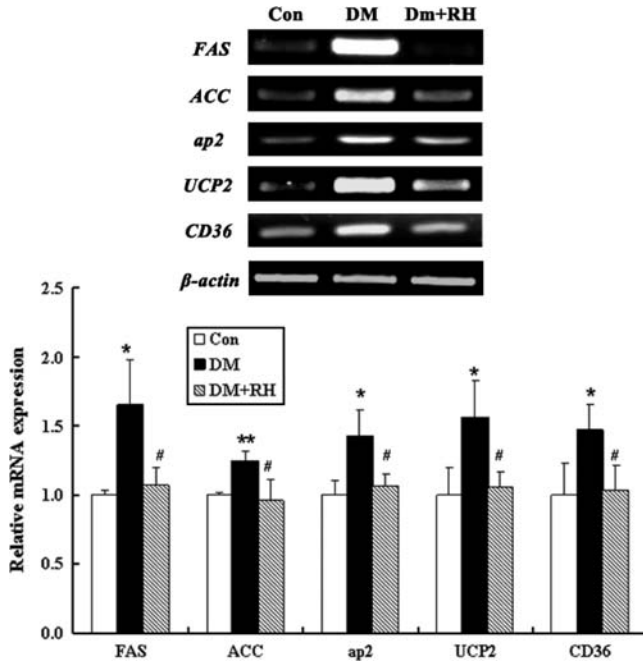 Con DM Dm+RH
FAS
ACC
ap2
UCP2
CD36
β-actin
2.5
2.0
1.5
1.0
0.5
0.0
Relative mRNA expression
Con
DM
DM+RH
* ** * * *
# # # # #
FAS ACC ap2 UCP2 CD36